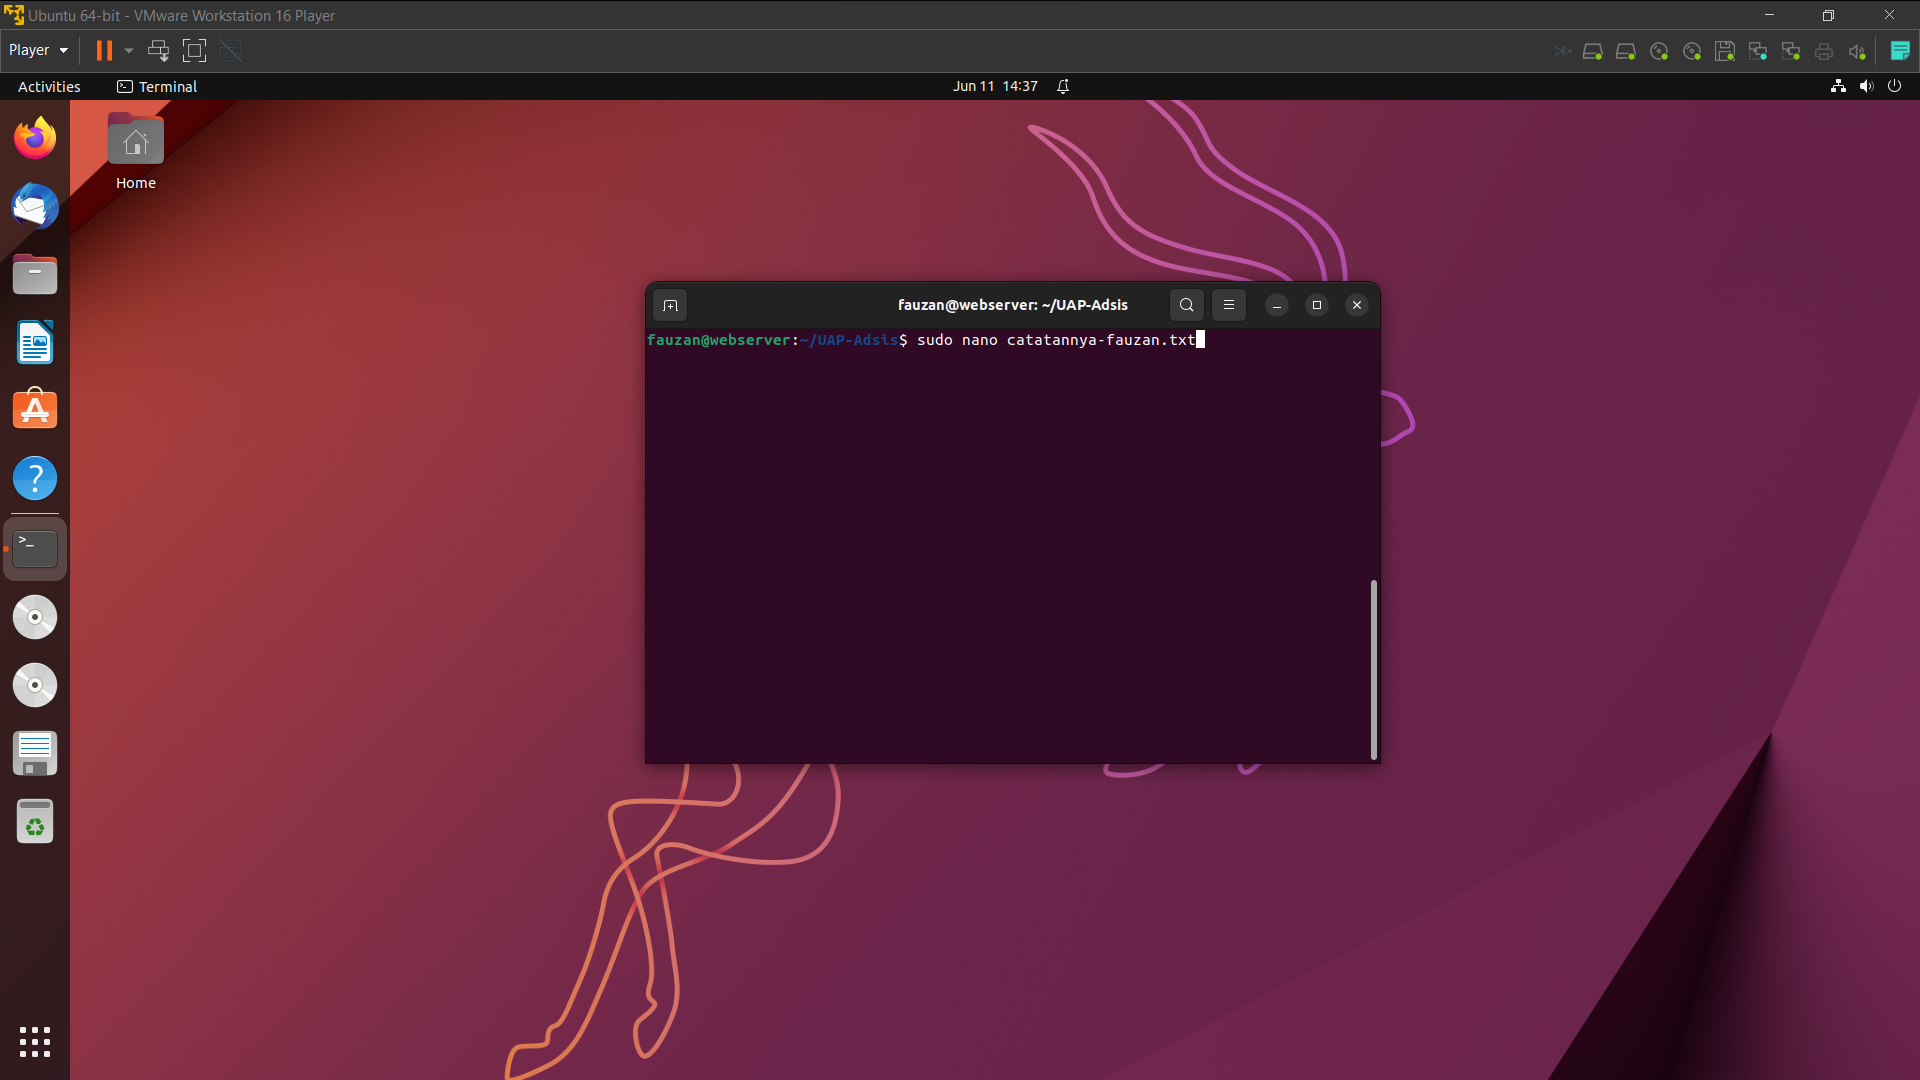 Ubuntu 64-bit - VMware Workstation 16 Player
Player
Activities
Terminal
Jun 11 14:37
Home
fauzan@webserver: ~/UAP-Adsis
fauzan@webserver:~/UAP-Adsis$ sudo nano catatannya-fauzan.txt